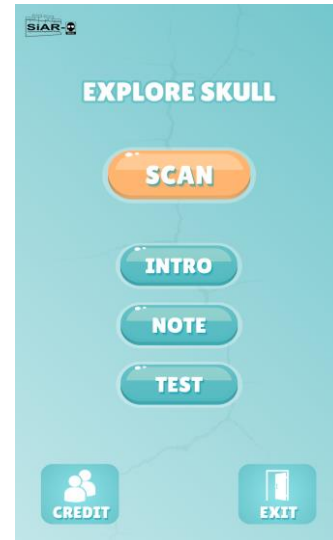 SiAR-
EXPLORE SKULL
SCAN
INTRO
NOTE
TEST
CREDIT
EXIT